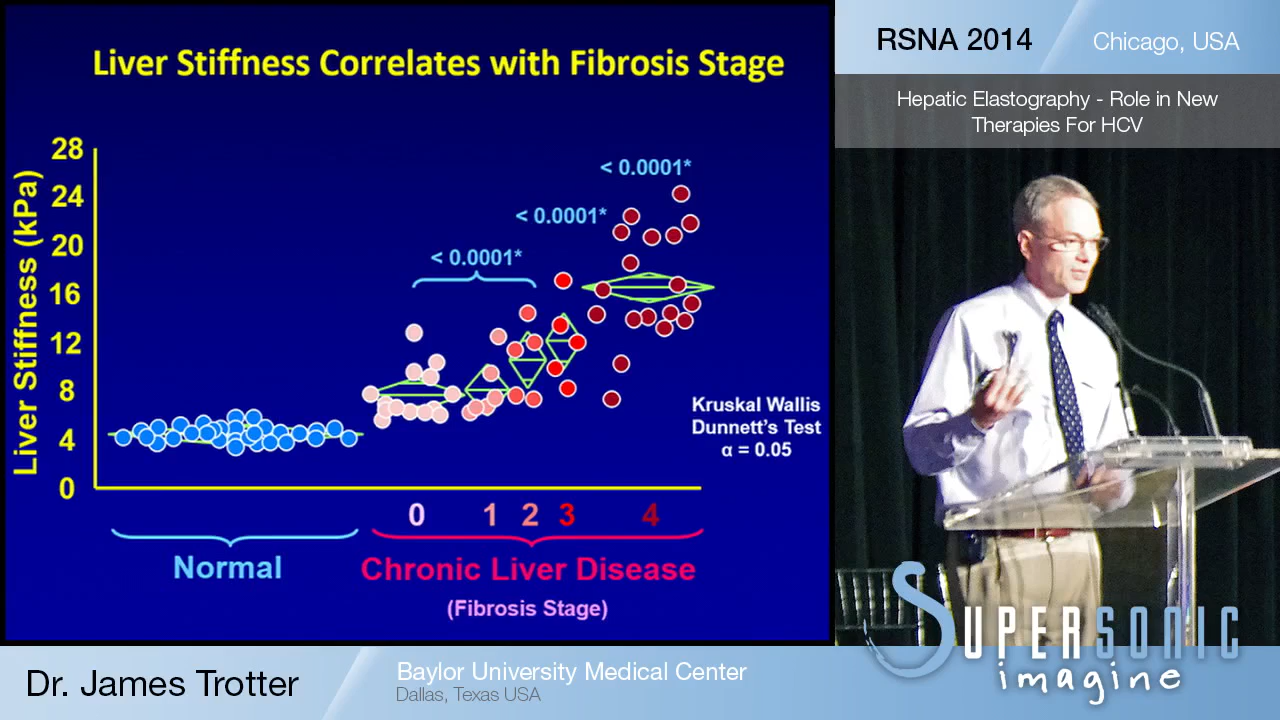 Liver Stiffness Correlates with Fibrosis Stage
Liver Stiffness (kPa)
28
24
20
16
12
8
4
0
< 0.0001*
< 0.0001*
< 0.0001*
Kruskal Wallis
Dunnett's Test
α = 0.05
0 1 2 3 4
Normal
Chronic Liver Disease
(Fibrosis Stage)
RSNA 2014
Chicago, USA
Hepatic Elastography - Role in New
Therapies For HCV
SUPERSONIC
imagine
Dr. James Trotter
Baylor University Medical Center
Dallas, Texas USA